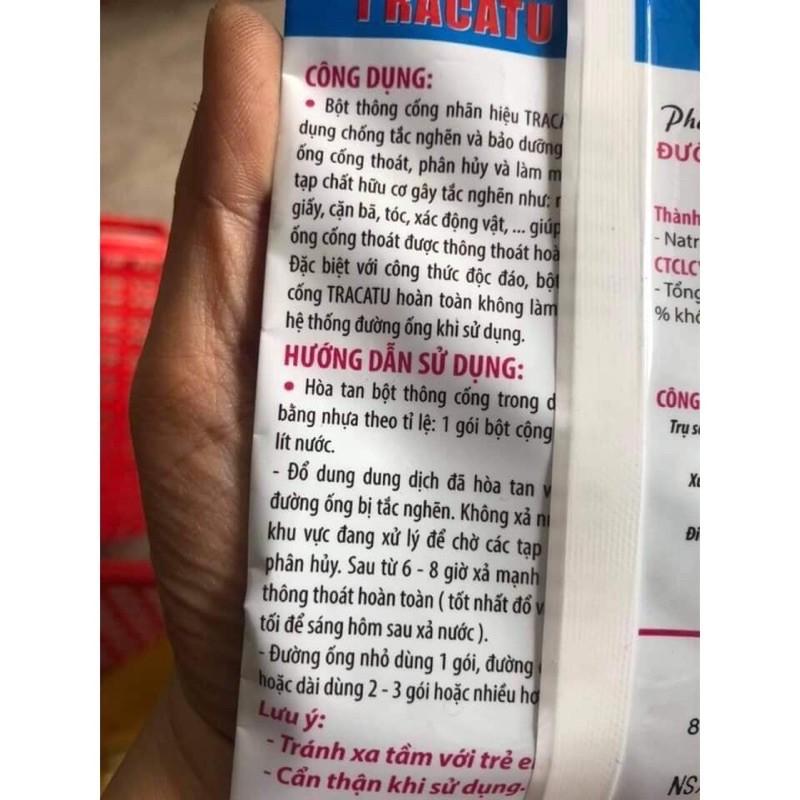 TRACATU
CÔNG DỤNG:
• Bột thông cống nhãn hiệu TRACA
dụng chống tắc nghẽn và bảo dưỡng
ống cống thoát, phân hủy và làm m
tạp chất hữu cơ gây tắc nghẽn như:
giấy, cặn bã, tóc, xác động vật, ... giúp
ống cống thoát được thông thoát hoà
Đặc biệt với công thức độc đáo, bột
cống TRACATU hoàn toàn không làm
hệ thống đường ống khi sử dụng.
HƯỚNG DẪN SỬ DỤNG:
• Hòa tan bột thông cống trong d
bằng nhựa theo tỉ lệ: 1 gói bột cộng
lít nước.
- Đổ dung dung dịch đã hòa tan v
đường ống bị tắc nghẽn. Không xả n
khu vực đang xử lý để chờ các tạp
phân hủy. Sau từ 6 - 8 giờ xả mạnh
thông thoát hoàn toàn ( tốt nhất đổ v
tối để sáng hôm sau xả nước ).
- Đường ống nhỏ dùng 1 gói, đường
hoặc dài dùng 2 - 3 gói hoặc nhiều hơ
Lưu ý:
- Tránh xa tầm với trẻ e
- Cẩn thận khi sử dụng.
Phâ
ĐƯỜ
Thành
- Natr
CTCLC
- Tổng
% khố
CÔNG
Trụ s
Xu
Đi
8
NS